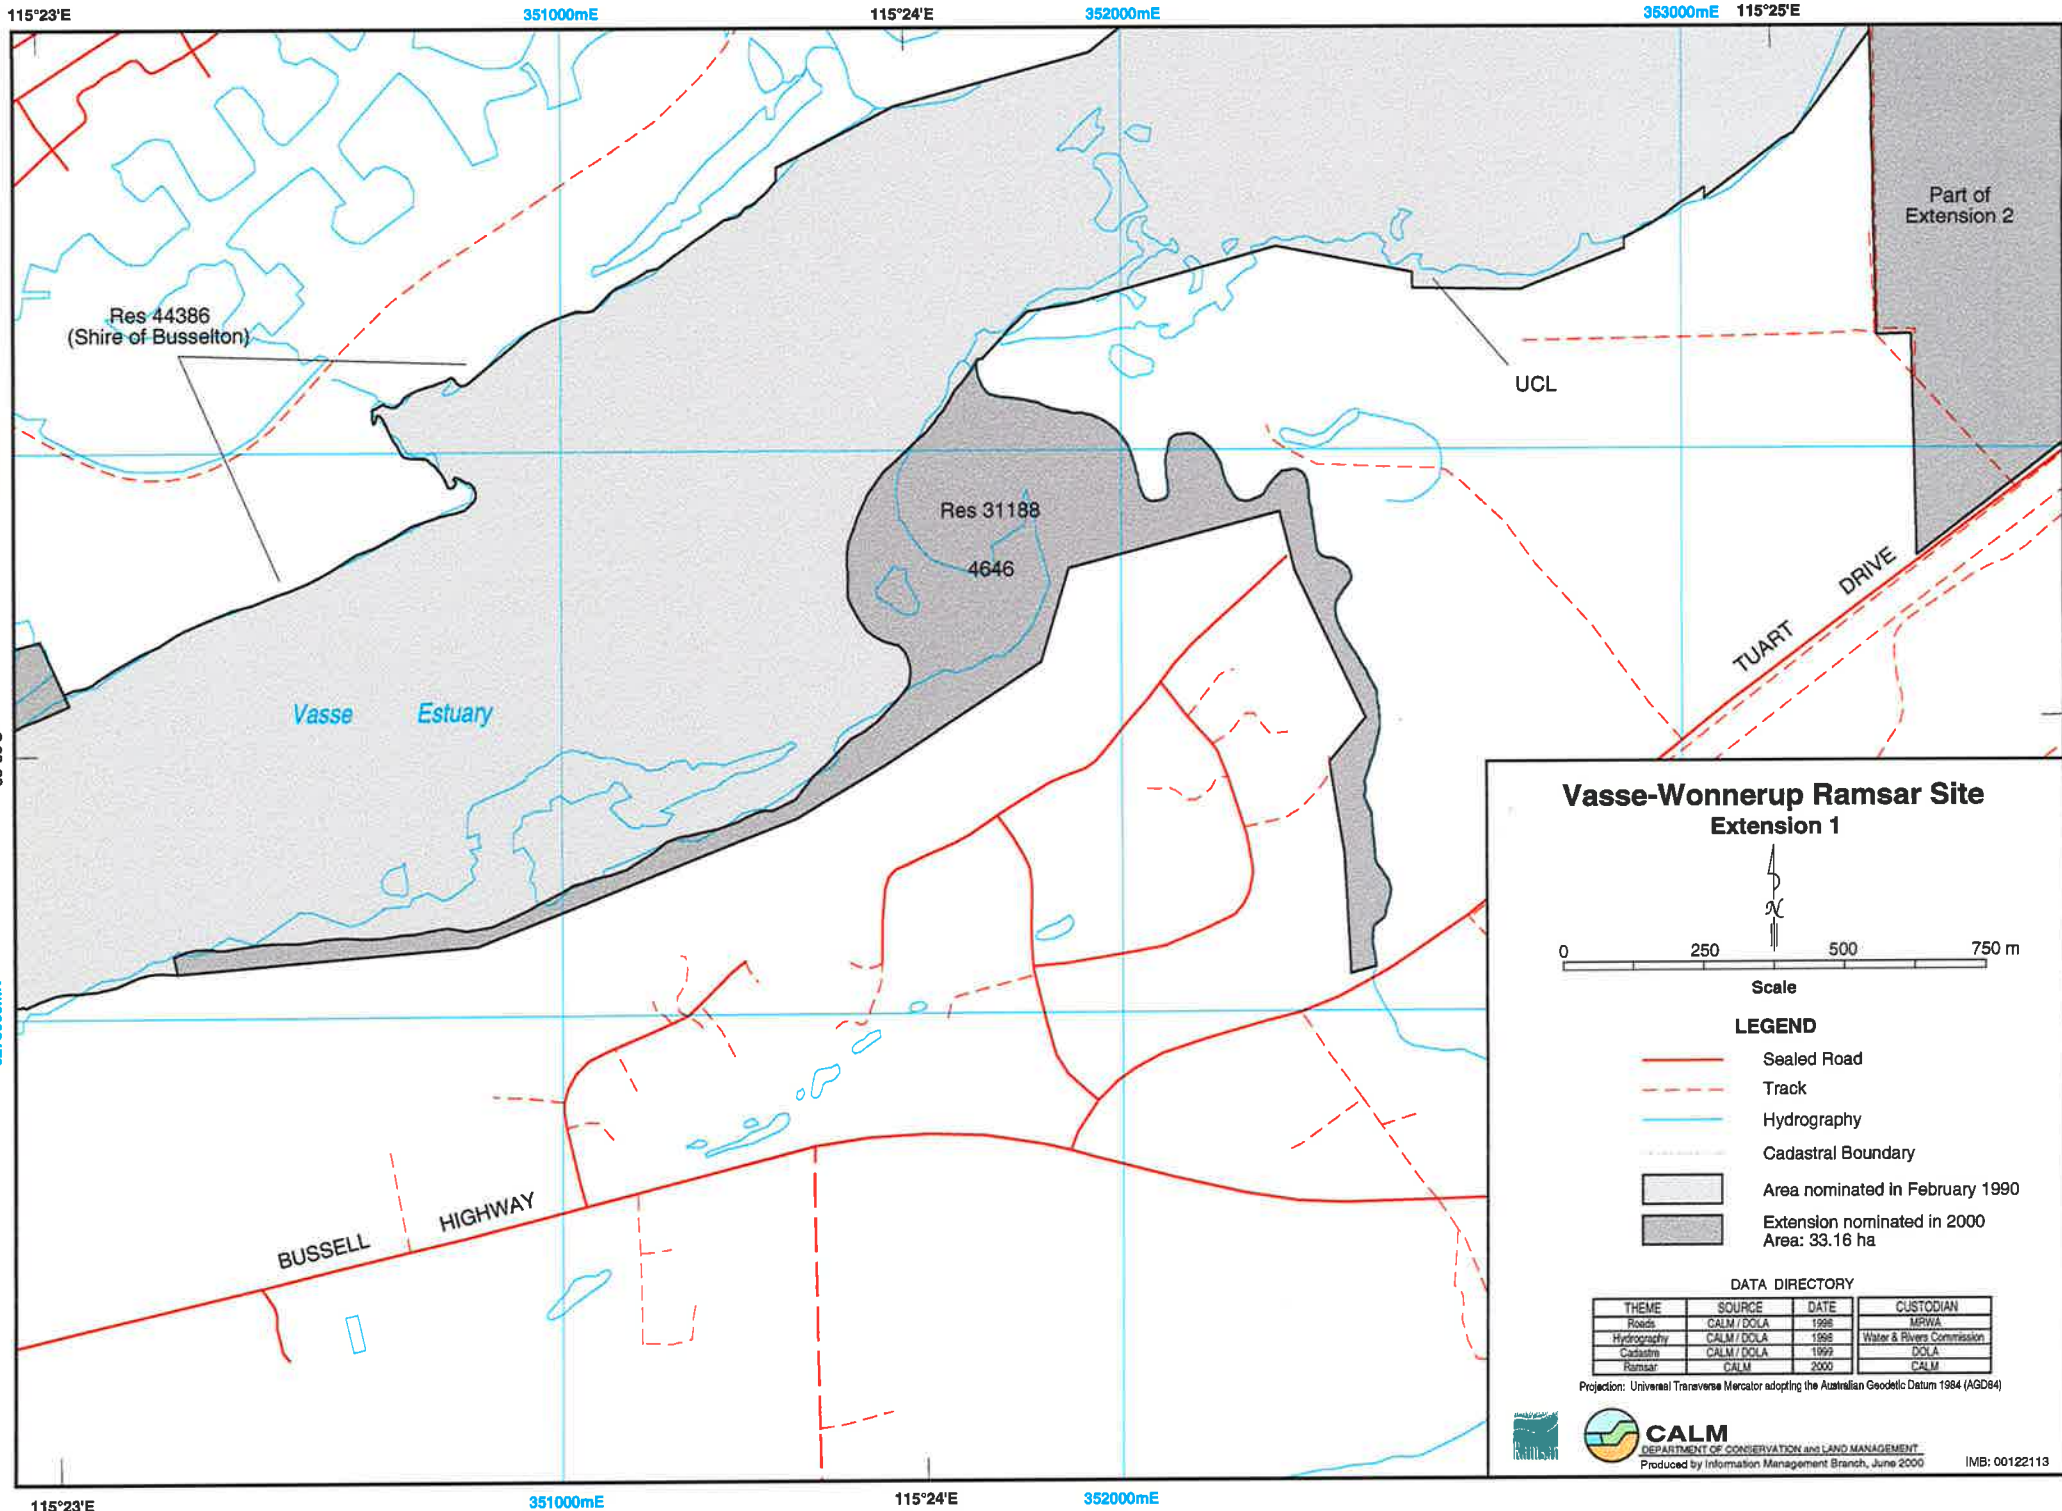 115°23'E
351000mE
115°24'E
352000mE
353000mE
115°25'E
Part of
Extension 2
Res 44386
(Shire of Busselton)
UCL
Res 31188
4646
DRIVE
TUART
Vasse Estuary
Vasse-Wonnerup Ramsar Site
Extension 1
N
0 250 500 750 m
Scale
LEGEND
Sealed Road
Track
Hydrography
Cadastral Boundary
Area nominated in February 1990
Extension nominated in 2000
Area: 33.16 ha
BUSSELL HIGHWAY
DATA DIRECTORY
THEME SOURCE DATE CUSTODIAN
Roads CALM / DOLA 1998 MRWA
Hydrography CALM / DOLA 1998 Water & Rivers Commission
Cadastre CALM / DOLA 1999 DOLA
Ramsar CALM 2000 CALM
Projection: Universal Transverse Mercator adopting the Australian Geodetic Datum 1984 (AGD84)
CALM
DEPARTMENT OF CONSERVATION and LAND MANAGEMENT
Produced by Information Management Branch, June 2000
IMB: 00122113
115°23'E
351000mE
115°24'E
352000mE